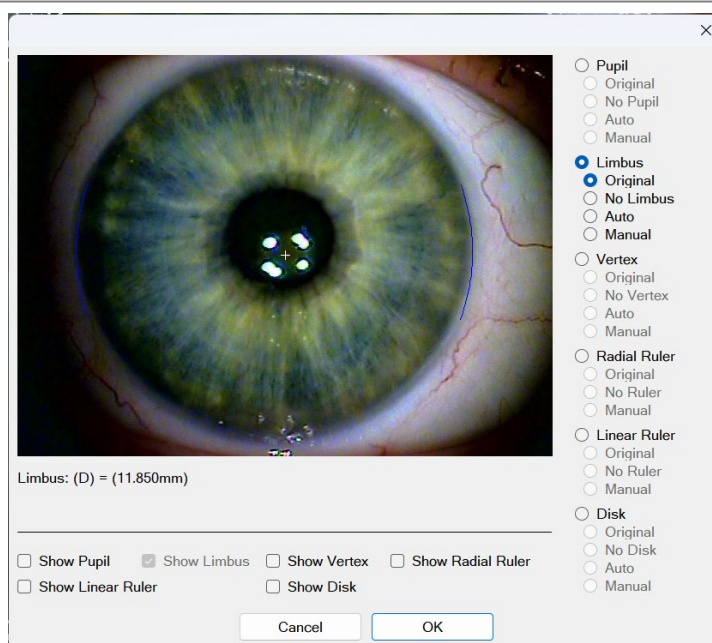 Pupil
Original
No Pupil
Auto
Manual
Limbus
Original
No Limbus
Auto
Manual
Vertex
Original
No Vertex
Auto
Manual
Radial Ruler
Original
No Ruler
Manual
Linear Ruler
Original
No Ruler
Manual
Disk
Original
No Disk
Auto
Manual
Limbus: (D) = (11.850mm)
Show Pupil Show Limbus Show Vertex Show Radial Ruler
Show Linear Ruler Show Disk
Cancel OK